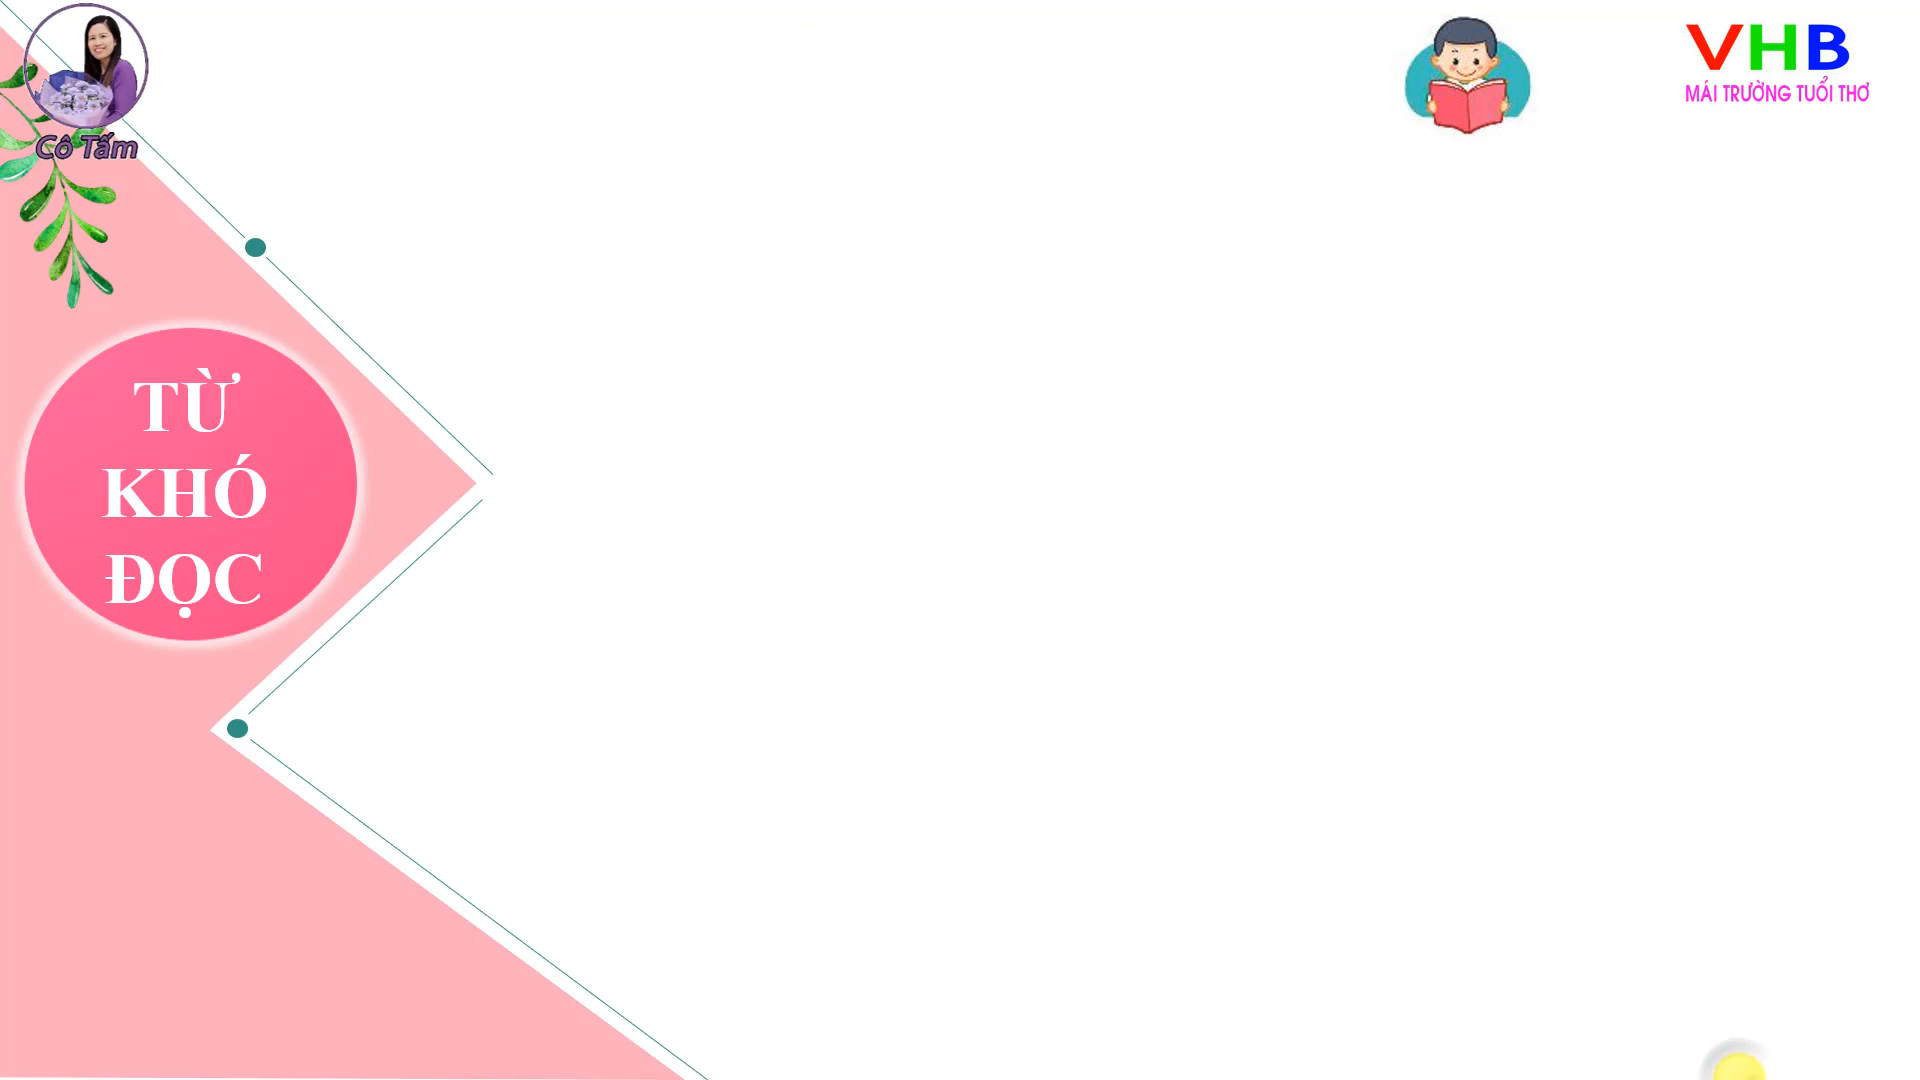 Cô Tấm
VHB
MÁI TRƯỜNG TUỔI THƠ
TỪ
KHÓ
ĐỌC